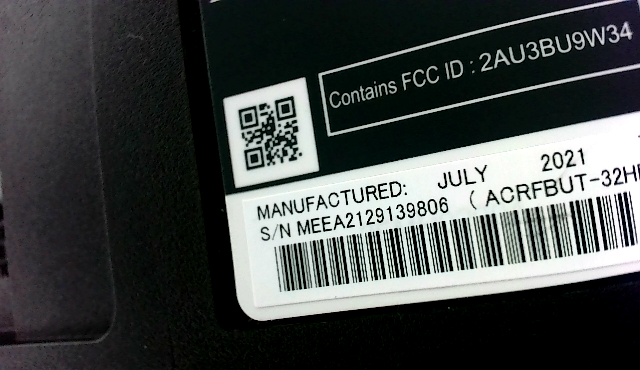 Contains FCC ID : 2AU3BU9W34
MANUFACTURED: JULY 2021
S/N MEEA2129139806 ( ACRFBUT-32H